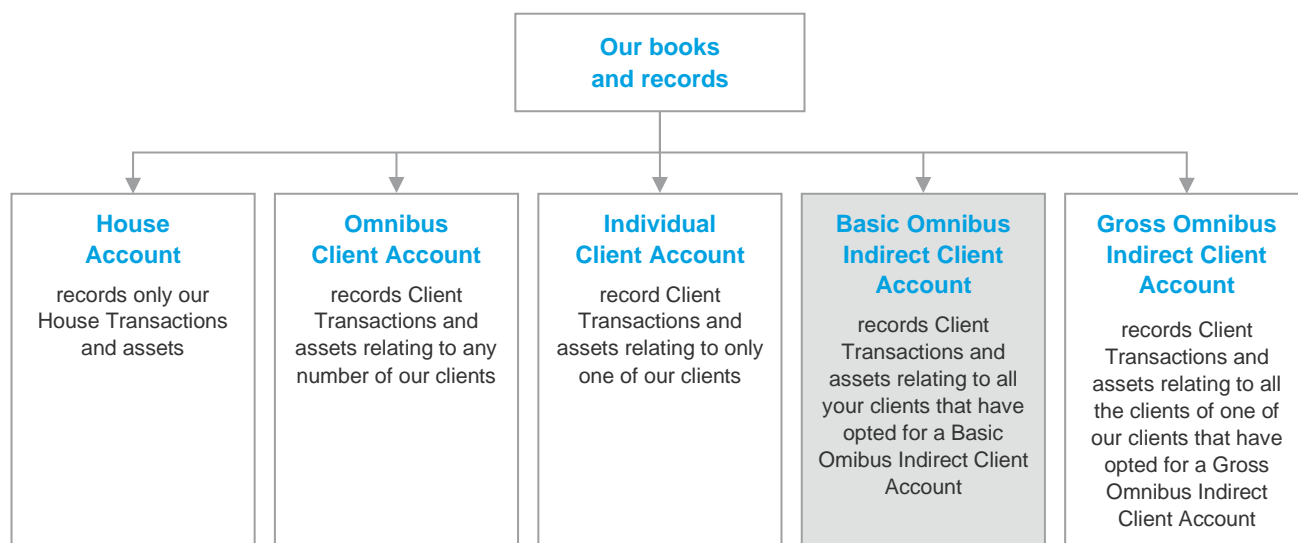 Our books
and records
House
Account
records only our
House Transactions
and assets
Omnibus
Client Account
records Client
Transactions and
assets relating to any
number of our clients
Individual
Client Account
record Client
Transactions and
assets relating to only
one of our clients
Basic Omnibus
Indirect Client
Account
records Client
Transactions and
assets relating to all
your clients that have
opted for a Basic
Omibus Indirect Client
Account
Gross Omnibus
Indirect Client
Account
records Client
Transactions and
assets relating to all
the clients of one of
our clients that have
opted for a Gross
Omnibus Indirect
Client Account